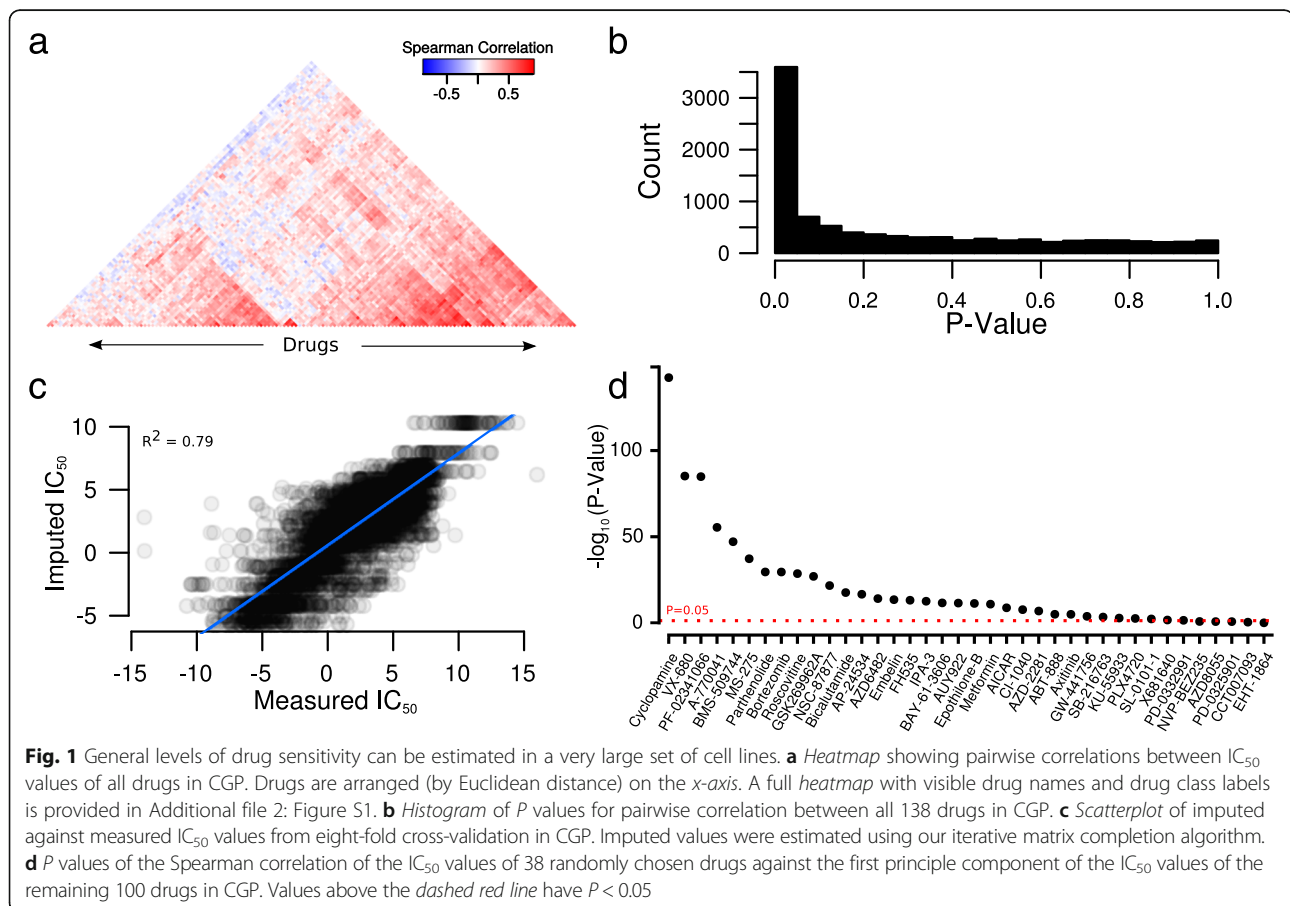 a
Spearman Correlation
-0.5 0.5
Drugs
b
Count
3000
2000
1000
0
0.0 0.2 0.4 0.6 0.8 1.0
P-Value
c
Imputed IC50
10
5
0
-5
R2 = 0.79
-15 -10 -5 0 5 10 15
Measured IC50
d
-log10(P-Value)
100
50
0
P=0.05
Cyclopamine
VX-680
PF-02341066
A-770041
BMS-509744
MS-275
Parthenolide
Bortezomib
Roscovitine
GSK269962A
NSC-87877
Bicalutamide
AP-24534
AZD6482
Embelin
FH535
IPA-3
BAY-61-3606
AUY922
Epothilone-B
Metformin
AICAR
CI-1040
AZD-2281
ABT-888
Axitinib
GW-441756
SB-216763
KU-55933
PLX4720
SL-0101-1
X681640
PD-0332991
NVP-BEZ235
AZD8055
PD-0325901
CCT007093
EHT-1864
Fig. 1 General levels of drug sensitivity can be estimated in a very large set of cell lines. a Heatmap showing pairwise correlations between IC50
values of all drugs in CGP. Drugs are arranged (by Euclidean distance) on the x-axis. A full heatmap with visible drug names and drug class labels
is provided in Additional file 2: Figure S1. b Histogram of P values for pairwise correlation between all 138 drugs in CGP. c Scatterplot of imputed
against measured IC50 values from eight-fold cross-validation in CGP. Imputed values were estimated using our iterative matrix completion algorithm.
d P values of the Spearman correlation of the IC50 values of 38 randomly chosen drugs against the first principle component of the IC50 values of the
remaining 100 drugs in CGP. Values above the dashed red line have P < 0.05